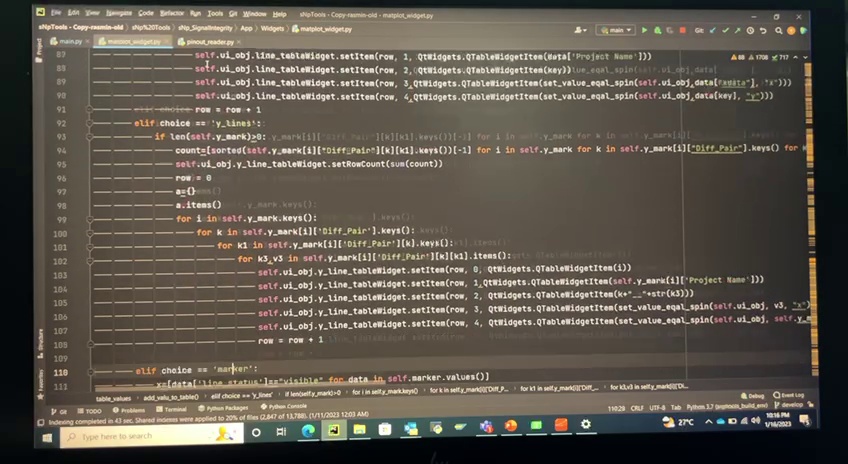 File Edit View Navigate Code Refactor Run Tools Git Window Help
sNpTools - Copy-rasmin-old - matplot_widget.py
sNpTools - Copy-rasmin-old > sNp%20Tools > sNp_SignalIntegrity > App > Widgets > matplot_widget.py
main
Git:
Project
main.py
matplot_widget.py
pinout_reader.py
88 1708 717
87 self.ui_obj.line_tableWidget.setItem(row, 1, QtWidgets.QTableWidgetItem(data['Project Name']))
88 self.ui_obj.line_tableWidget.setItem(row, 2, QtWidgets.QTableWidgetItem(key))
89 self.ui_obj.line_tableWidget.setItem(row, 3, QtWidgets.QTableWidgetItem(set_value_eqal_spin(self.ui_obj_data
90 self.ui_obj.line_tableWidget.setItem(row, 4, QtWidgets.QTableWidgetItem(set_value_eqal_spin(self.ui_obj_data[key], "y")))
91 row = row + 1
92 elif choice == 'y_lines':
93 if len(self.y_mark)>0:
94 count=[sorted(self.y_mark[i]["Diff_Pair"][k][k1].keys())[-1] for i in self.y_mark for k in self.y_mark[i]["Diff_Pair"].keys() for
95 self.ui_obj.y_line_tableWidget.setRowCount(sum(count))
96 row = 0
97 a={}
98 a.items()
99 for i in self.y_mark.keys():
100 for k in self.y_mark[i]['Diff_Pair'].keys():
101 for k1 in self.y_mark[i]['Diff_Pair'][k].keys():
102 for k3,v3 in self.y_mark[i]["Diff_Pair"][k][k1].items():
103 self.ui_obj.y_line_tableWidget.setItem(row, 0, QtWidgets.QTableWidgetItem(i))
104 self.ui_obj.y_line_tableWidget.setItem(row, 1,QtWidgets.QTableWidgetItem(self.y_mark[i]['Project Name']))
105 self.ui_obj.y_line_tableWidget.setItem(row, 2, QtWidgets.QTableWidgetItem(k+"__"+str(k3)))
106 self.ui_obj.y_line_tableWidget.setItem(row, 3, QtWidgets.QTableWidgetItem(set_value_eqal_spin(self.ui_obj, v3, "x")
107 self.ui_obj.y_line_tableWidget.setItem(row, 4, QtWidgets.QTableWidgetItem(set_value_eqal_spin(self.ui_obj, self.y_m
108 row = row + 1
109
110 elif choice == 'marker':
111 x=[data['line_status']=="visible" for data in self.marker.values()]
Structure
Favorites
table_values > add_valu_to_table() > elif choice == 'y_lines' > if len(self.y_mark)>0 > for i in self.y_mark.keys() > for k in self.y_mark[i]['Diff_P... > for k1 in self.y_mark[i]['Diff_... > for k3,v3 in self.y_mark[i]["Di...
Git TODO Problems Terminal Python Packages Python Console Debug Event Log
Indexing completed in 43 sec. Shared indexes were applied to 20% of files (2,847 of 13,788). (1/11/2023 12:03 AM) 110:29 CRLF UTF-8 Tab Python 3.7 (esptools_build_env) develop
Type here to search
27°C
10:16 PM
1/16/2023